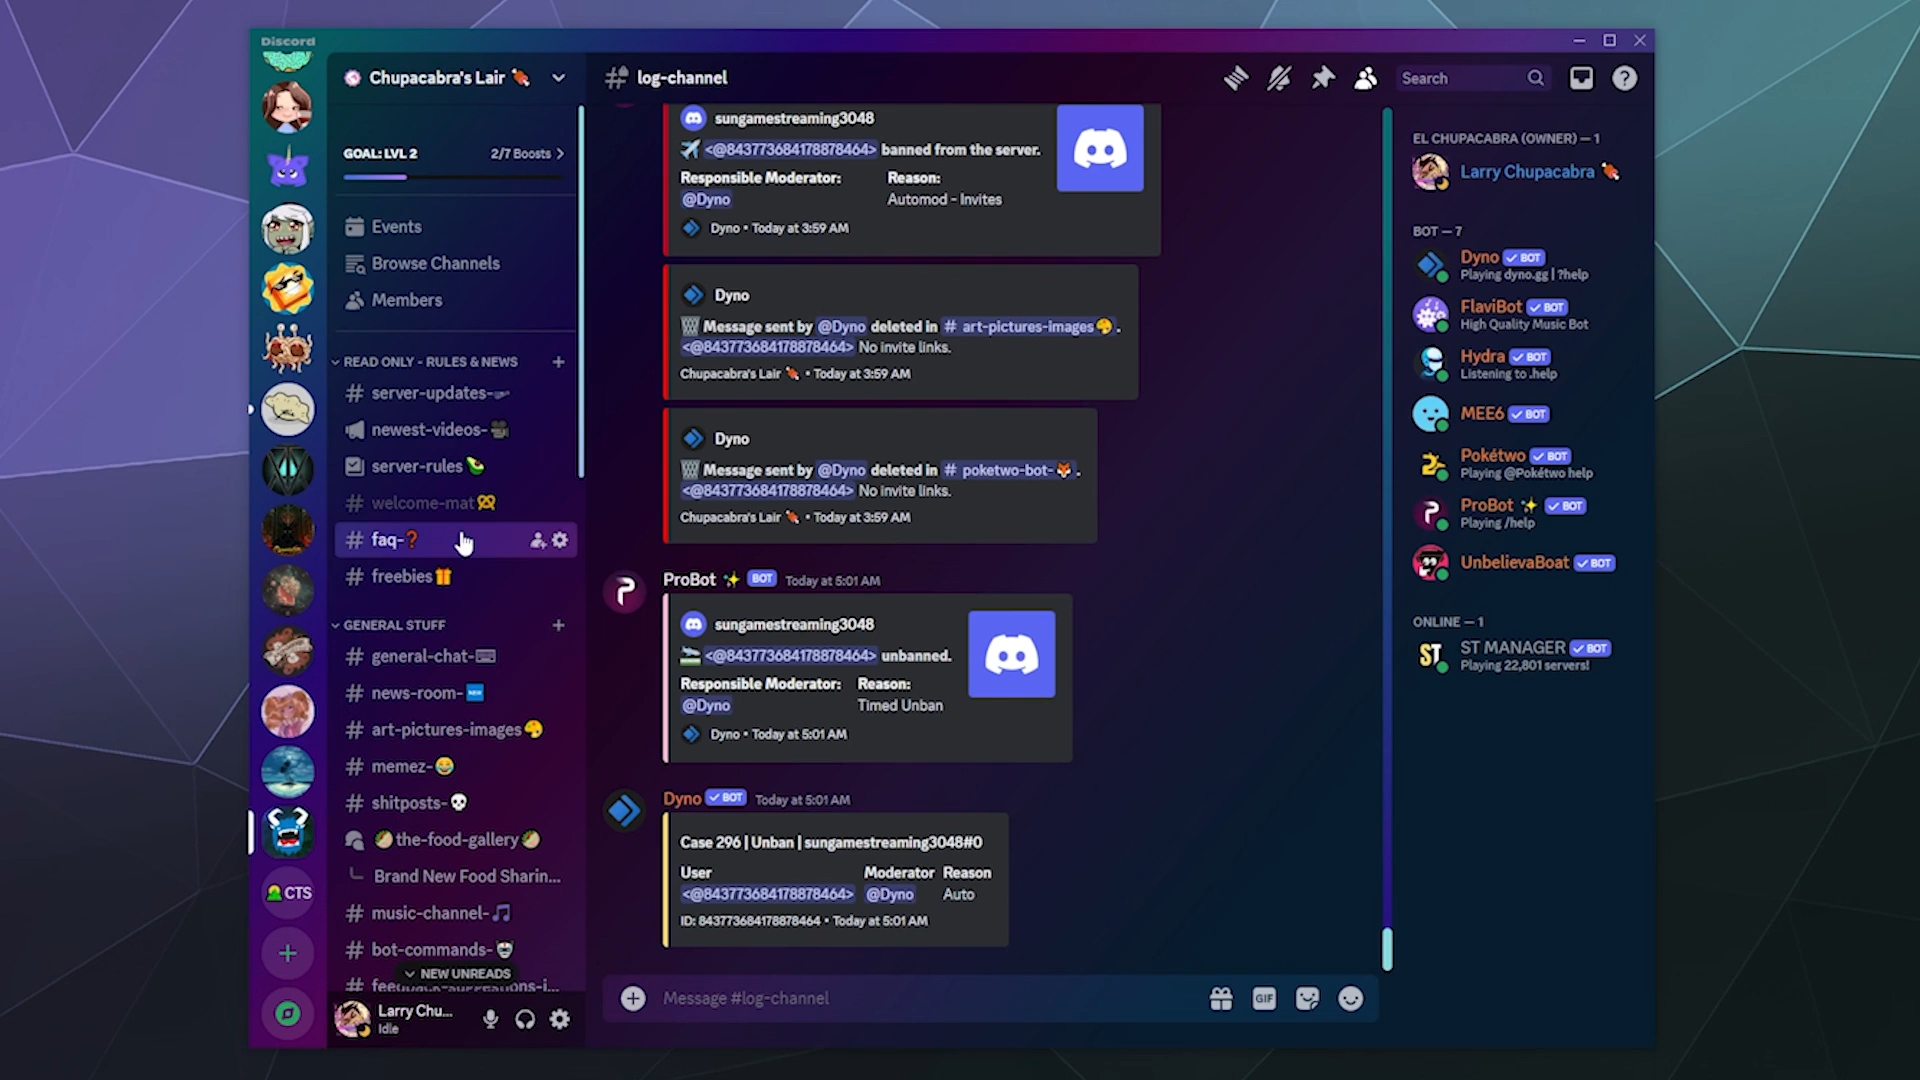 Discord
Chupacabra's Lair
GOAL: LVL 2
2/7 Boosts
Events
Browse Channels
Members
READ ONLY - RULES & NEWS
server-updates-
newest-videos-
server-rules
welcome-mat
faq-❓
freebies
GENERAL STUFF
general-chat-
news-room-
NEW
art-pictures-images
memez-
shitposts-
the-food-gallery
Brand New Food Sharin...
music-channel-
bot-commands-
NEW UNREADS
feedback-suggestions-i...
Larry Chu...
Idle
CTS
log-channel
Search
sungamestreaming3048
<@843773684178878464> banned from the server.
Responsible Moderator:
Reason:
@Dyno
Automod - Invites
Dyno • Today at 3:59 AM
Dyno
Message sent by @Dyno deleted in # art-pictures-images.
<@843773684178878464> No invite links.
Chupacabra's Lair • Today at 3:59 AM
Dyno
Message sent by @Dyno deleted in # poketwo-bot-.
<@843773684178878464> No invite links.
Chupacabra's Lair • Today at 3:59 AM
ProBot BOT Today at 5:01 AM
sungamestreaming3048
<@843773684178878464> unbanned.
Responsible Moderator:
Reason:
@Dyno
Timed Unban
Dyno • Today at 5:01 AM
Dyno ✓ BOT Today at 5:01 AM
Case 296 | Unban | sungamestreaming3048#0
User Moderator Reason
<@843773684178878464> @Dyno Auto
ID: 843773684178878464 • Today at 5:01 AM
Message #log-channel
GIF
EL CHUPACABRA (OWNER) — 1
Larry Chupacabra
BOT — 7
Dyno ✓ BOT
Playing dyno.gg | ?help
FlaviBot ✓ BOT
High Quality Music Bot
Hydra ✓ BOT
Listening to .help
MEE6 ✓ BOT
Pokétwo ✓ BOT
Playing @Pokétwo help
ProBot ✓ BOT
Playing /help
UnbelievaBoat ✓ BOT
ONLINE — 1
ST
ST MANAGER ✓ BOT
Playing 22,801 servers!